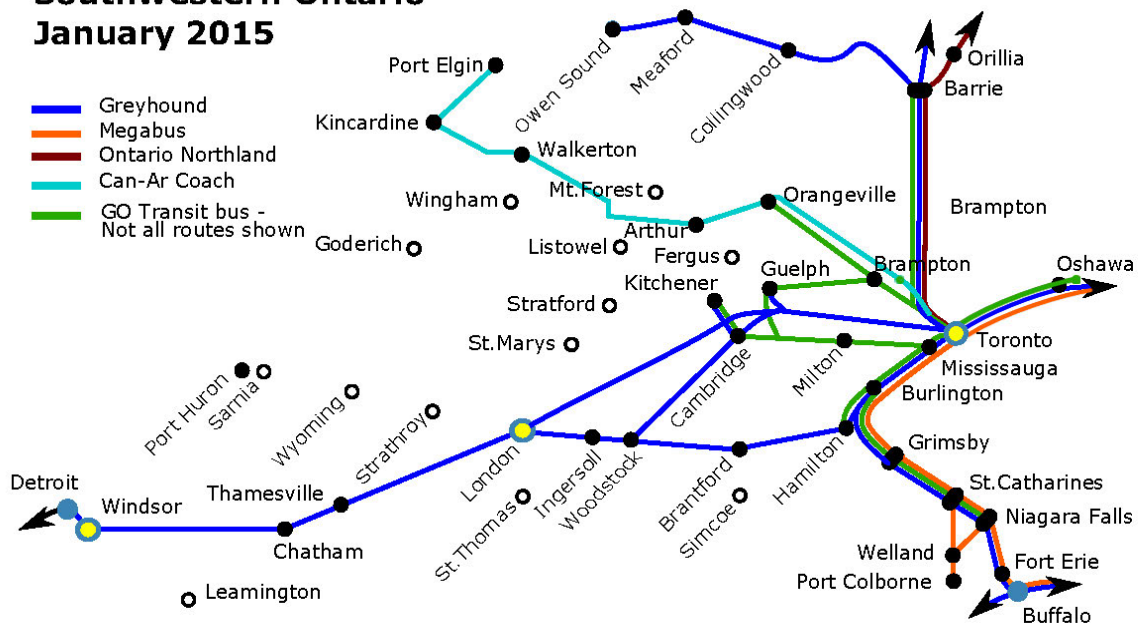 Southwestern Ontario
January 2015
Greyhound
Megabus
Ontario Northland
Can-Ar Coach
GO Transit bus -
Not all routes shown
Port Elgin
Kincardine
Owen Sound
Meaford
Collingwood
Orillia
Barrie
Walkerton
Mt.Forest
Wingham
Orangeville
Brampton
Arthur
Goderich
Listowel
Fergus
Kitchener
Guelph
Brampton
Oshawa
Stratford
St.Marys
Toronto
Mississauga
Cambridge
Milton
Burlington
Port Huron
Sarnia
Wyoming
Strathroy
Grimsby
London
Ingersoll
Woodstock
Brantford
Hamilton
Detroit
Windsor
Thamesville
Chatham
St.Thomas
Simcoe
St.Catharines
Niagara Falls
Welland
Fort Erie
Port Colborne
Leamington
Buffalo